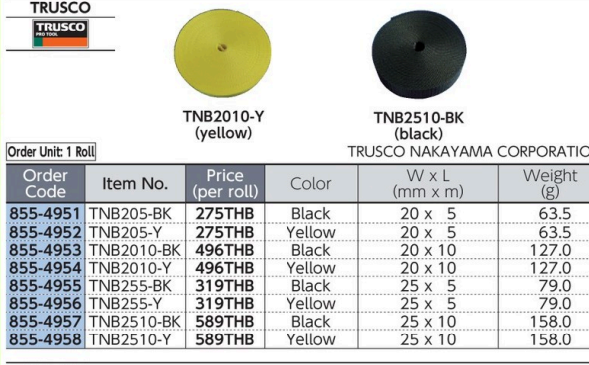 TRUSCO
TRUSCO
PRO TOOL
TNB2010-Y
(yellow)
TNB2510-BK
(black)
Order Unit: 1 Roll
TRUSCO NAKAYAMA CORPORATIO
Order Code Item No. Price (per roll) Color W x L (mm x m) Weight (g)
855-4951 TNB205-BK 275THB Black 20 x 5 63.5
855-4952 TNB205-Y 275THB Yellow 20 x 5 63.5
855-4953 TNB2010-BK 496THB Black 20 x 10 127.0
855-4954 TNB2010-Y 496THB Yellow 20 x 10 127.0
855-4955 TNB255-BK 319THB Black 25 x 5 79.0
855-4956 TNB255-Y 319THB Yellow 25 x 5 79.0
855-4957 TNB2510-BK 589THB Black 25 x 10 158.0
855-4958 TNB2510-Y 589THB Yellow 25 x 10 158.0